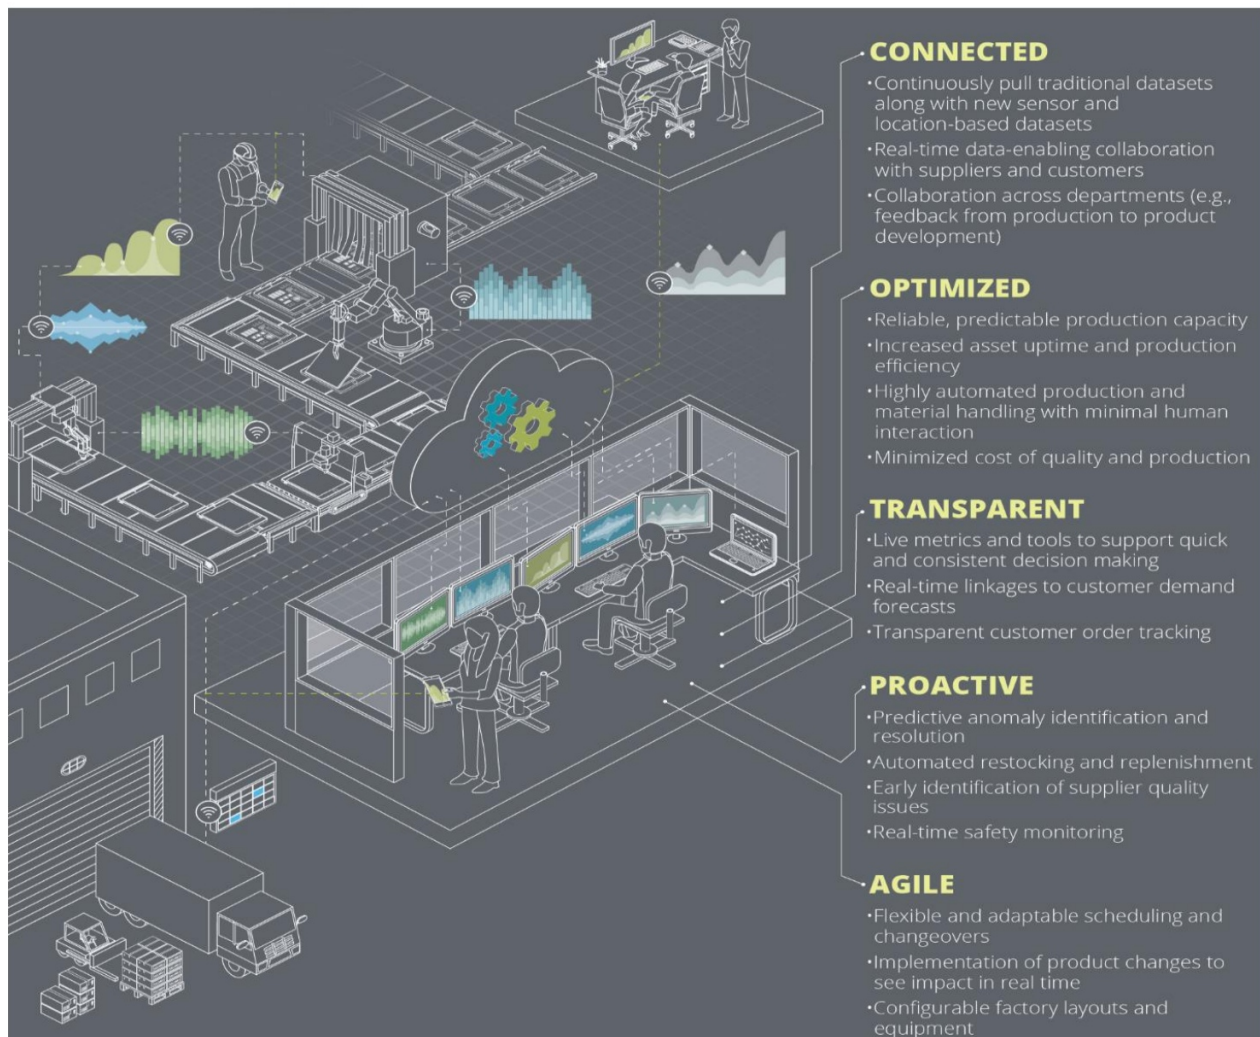 CONNECTED
•Continuously pull traditional datasets
along with new sensor and
location-based datasets
•Real-time data-enabling collaboration
with suppliers and customers
•Collaboration across departments (e.g.,
feedback from production to product
development)
OPTIMIZED
•Reliable, predictable production capacity
•Increased asset uptime and production
efficiency
•Highly automated production and
material handling with minimal human
interaction
•Minimized cost of quality and production
TRANSPARENT
•Live metrics and tools to support quick
and consistent decision making
•Real-time linkages to customer demand
forecasts
•Transparent customer order tracking
PROACTIVE
•Predictive anomaly identification and
resolution
•Automated restocking and replenishment
•Early identification of supplier quality
issues
•Real-time safety monitoring
AGILE
•Flexible and adaptable scheduling and
changeovers
•Implementation of product changes to
see impact in real time
•Configurable factory layouts and
equipment